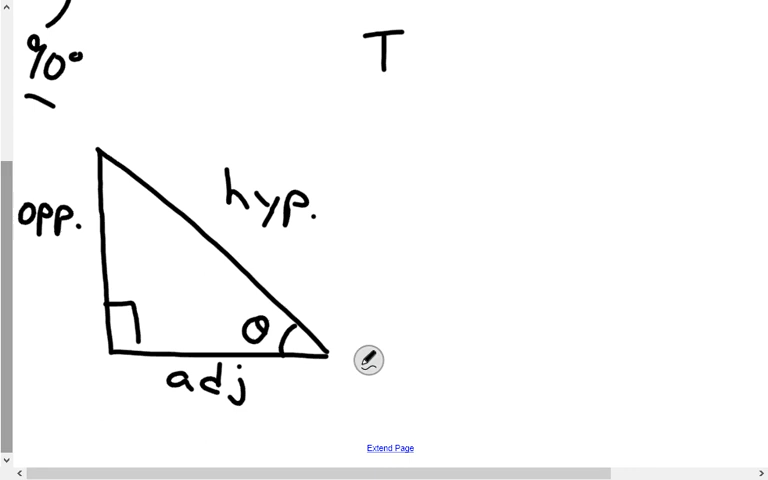 90°
T
hyp.
opp.
θ
adj
Extend Page